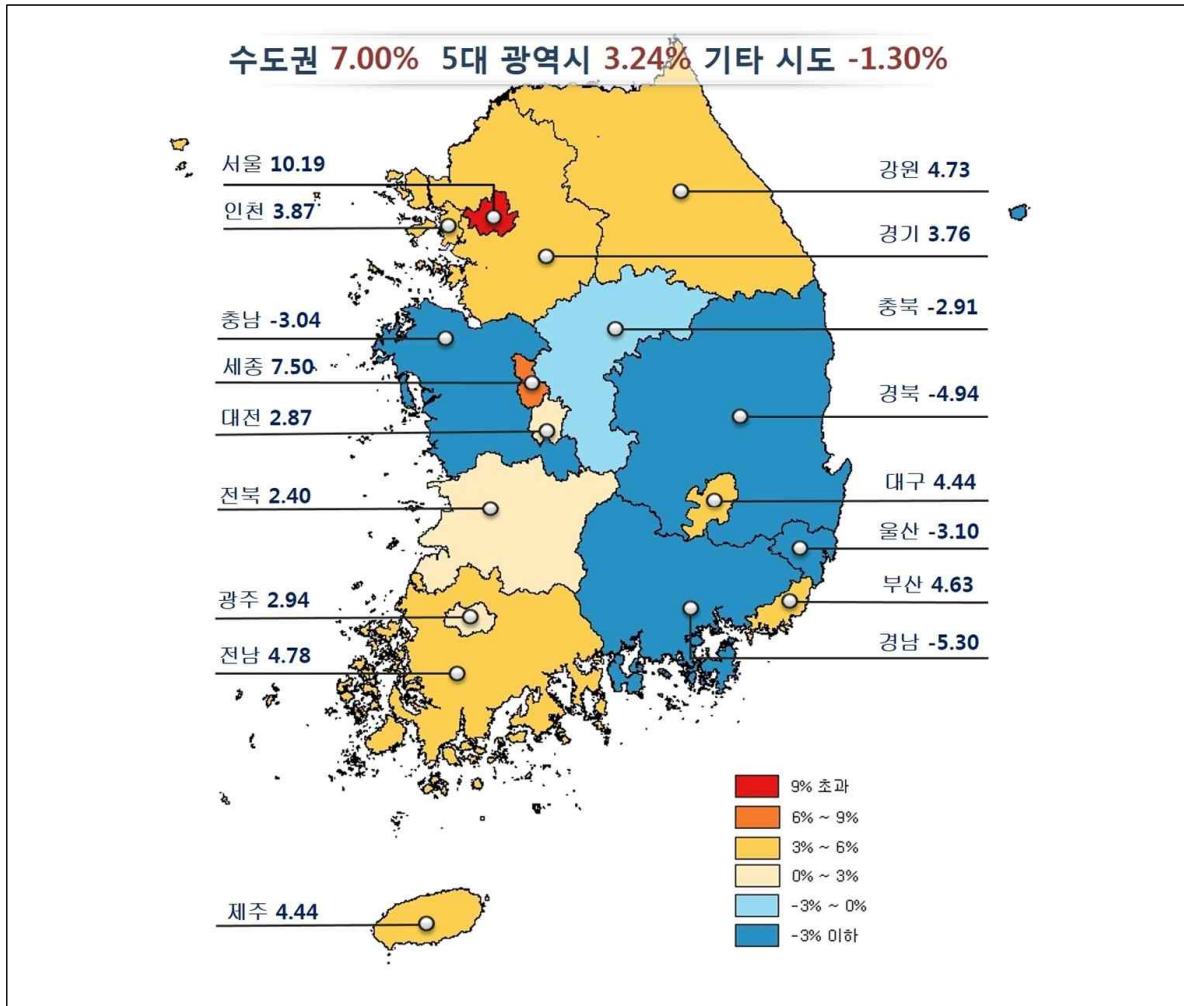 수도권 7.00% 5대 광역시 3.24% 기타 시도 -1.30%
서울 10.19
인천 3.87
충남 -3.04
세종 7.50
대전 2.87
전북 2.40
광주 2.94
전남 4.78
제주 4.44
강원 4.73
경기 3.76
충북 -2.91
경북 -4.94
대구 4.44
울산 -3.10
부산 4.63
경남 -5.30
9% 초과
6% ~ 9%
3% ~ 6%
0% ~ 3%
-3% ~ 0%
-3% 이하